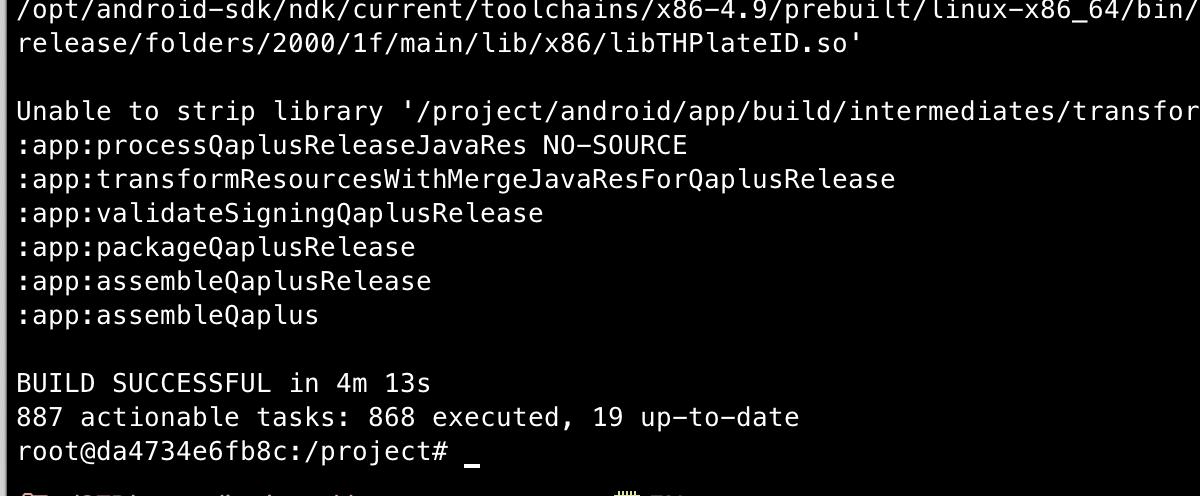 /opt/android-sdk/ndk/current/toolchains/x86-4.9/prebuilt/linux-x86_64/bin/
release/folders/2000/1f/main/lib/x86/libTHPlateID.so'
Unable to strip library '/project/android/app/build/intermediates/transfor
:app:processQaplusReleaseJavaRes NO-SOURCE
:app:transformResourcesWithMergeJavaResForQaplusRelease
:app:validateSigningQaplusRelease
:app:packageQaplusRelease
:app:assembleQaplusRelease
:app:assembleQaplus
BUILD SUCCESSFUL in 4m 13s
887 actionable tasks: 868 executed, 19 up-to-date
root@da4734e6fb8c:/project#